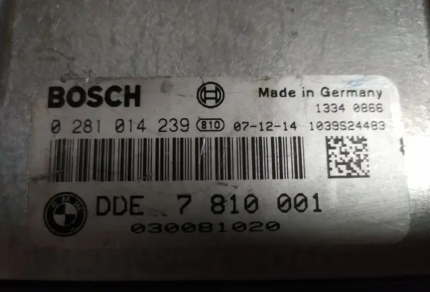 BOSCH Made in Germany
1334 0866
0 281 014 239 810 07-12-14 1039S24483
BMW DDE 7 810 001
030081020